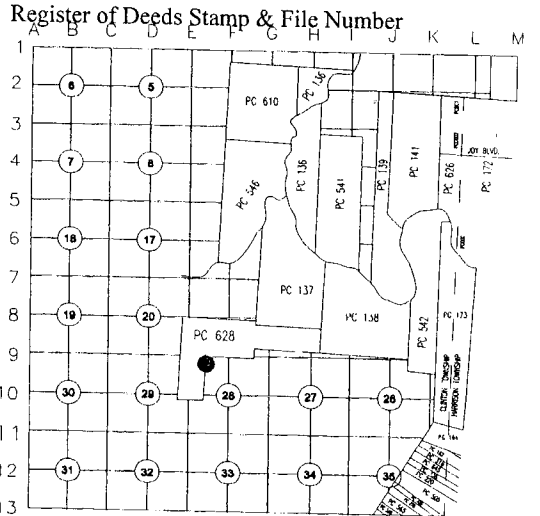 Register of Deeds Stamp & File Number
A B C D E F G H I J K L M
1
PC 136
2 6 5
PC 610
3
JOY BLVD.
4 7 8
PC 546 PC 136 PC 541 PC 139 PC 141 PC 626 PC 172
5
6 18 17
7
PC 137
8 19 20
PC 138 PC 542 PC 173
PC 628
9
CLINTON TOWNSHIP
HARRISON TOWNSHIP
10 30 29 28 27 26
11
12 31 32 33 34 35
13